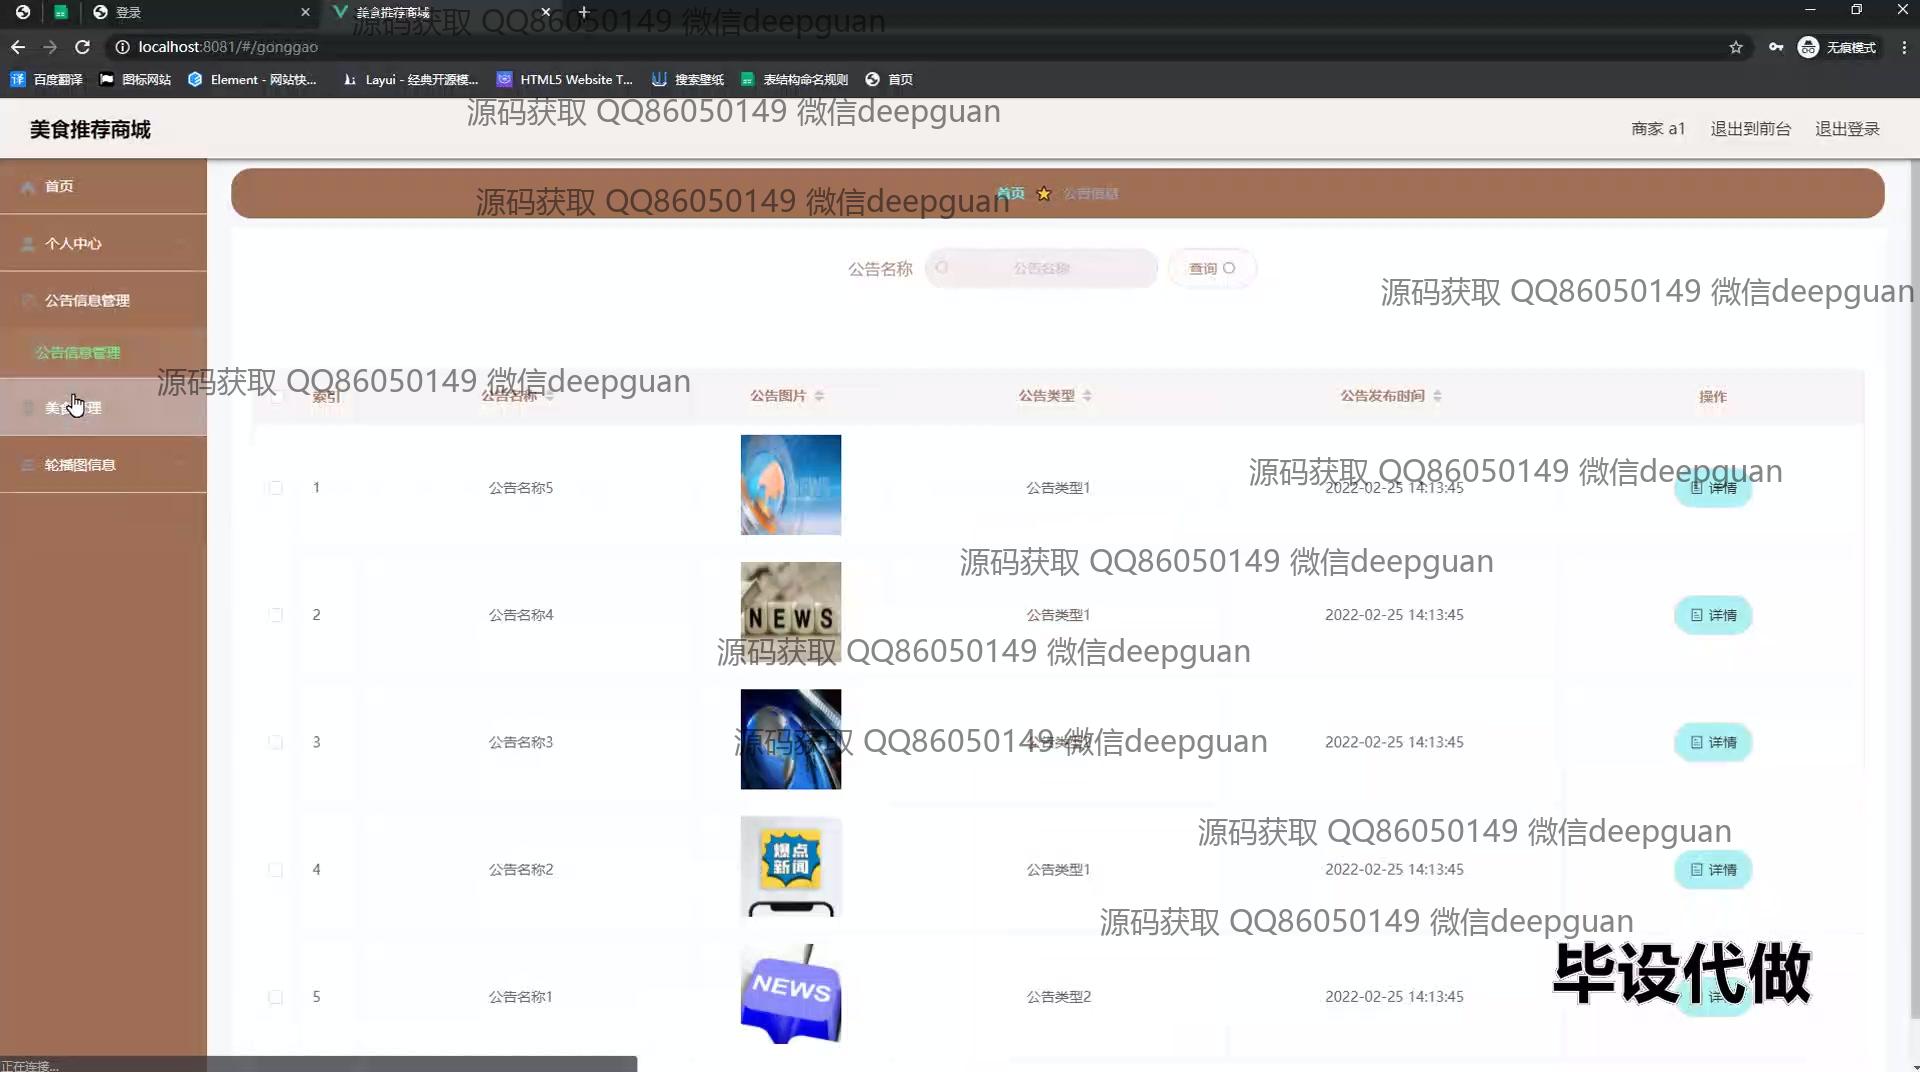 登录
美食推荐商城
源码获取 QQ86050149 微信deepguan
localhost:8081/#/gonggao
无痕模式
百度翻译
图标网站
Element - 网站快...
Layui - 经典开源模...
HTML5 Website T...
搜索壁纸
表结构命名规则
首页
源码获取 QQ86050149 微信deepguan
美食推荐商城
商家 a1
退出到前台
退出登录
首页
源码获取 QQ86050149 微信deepguan
首页
公告信息
个人中心
公告名称
公告名称
查询
源码获取 QQ86050149 微信deepguan
公告信息管理
公告信息管理
源码获取 QQ86050149 微信deepguan
索引
公告名称
公告图片
公告类型
公告发布时间
操作
轮播图信息
源码获取 QQ86050149 微信deepguan
1
公告名称5
公告类型1
2022-02-25 14:13:45
详情
源码获取 QQ86050149 微信deepguan
2
公告名称4
NEWS
公告类型1
2022-02-25 14:13:45
详情
源码获取 QQ86050149 微信deepguan
3
公告名称3
公告类型2
2022-02-25 14:13:45
详情
源码获取 QQ86050149 微信deepguan
源码获取 QQ86050149 微信deepguan
4
公告名称2
爆点
新闻
公告类型1
2022-02-25 14:13:45
详情
源码获取 QQ86050149 微信deepguan
毕设代做
5
公告名称1
NEWS
公告类型2
2022-02-25 14:13:45
正在连接...